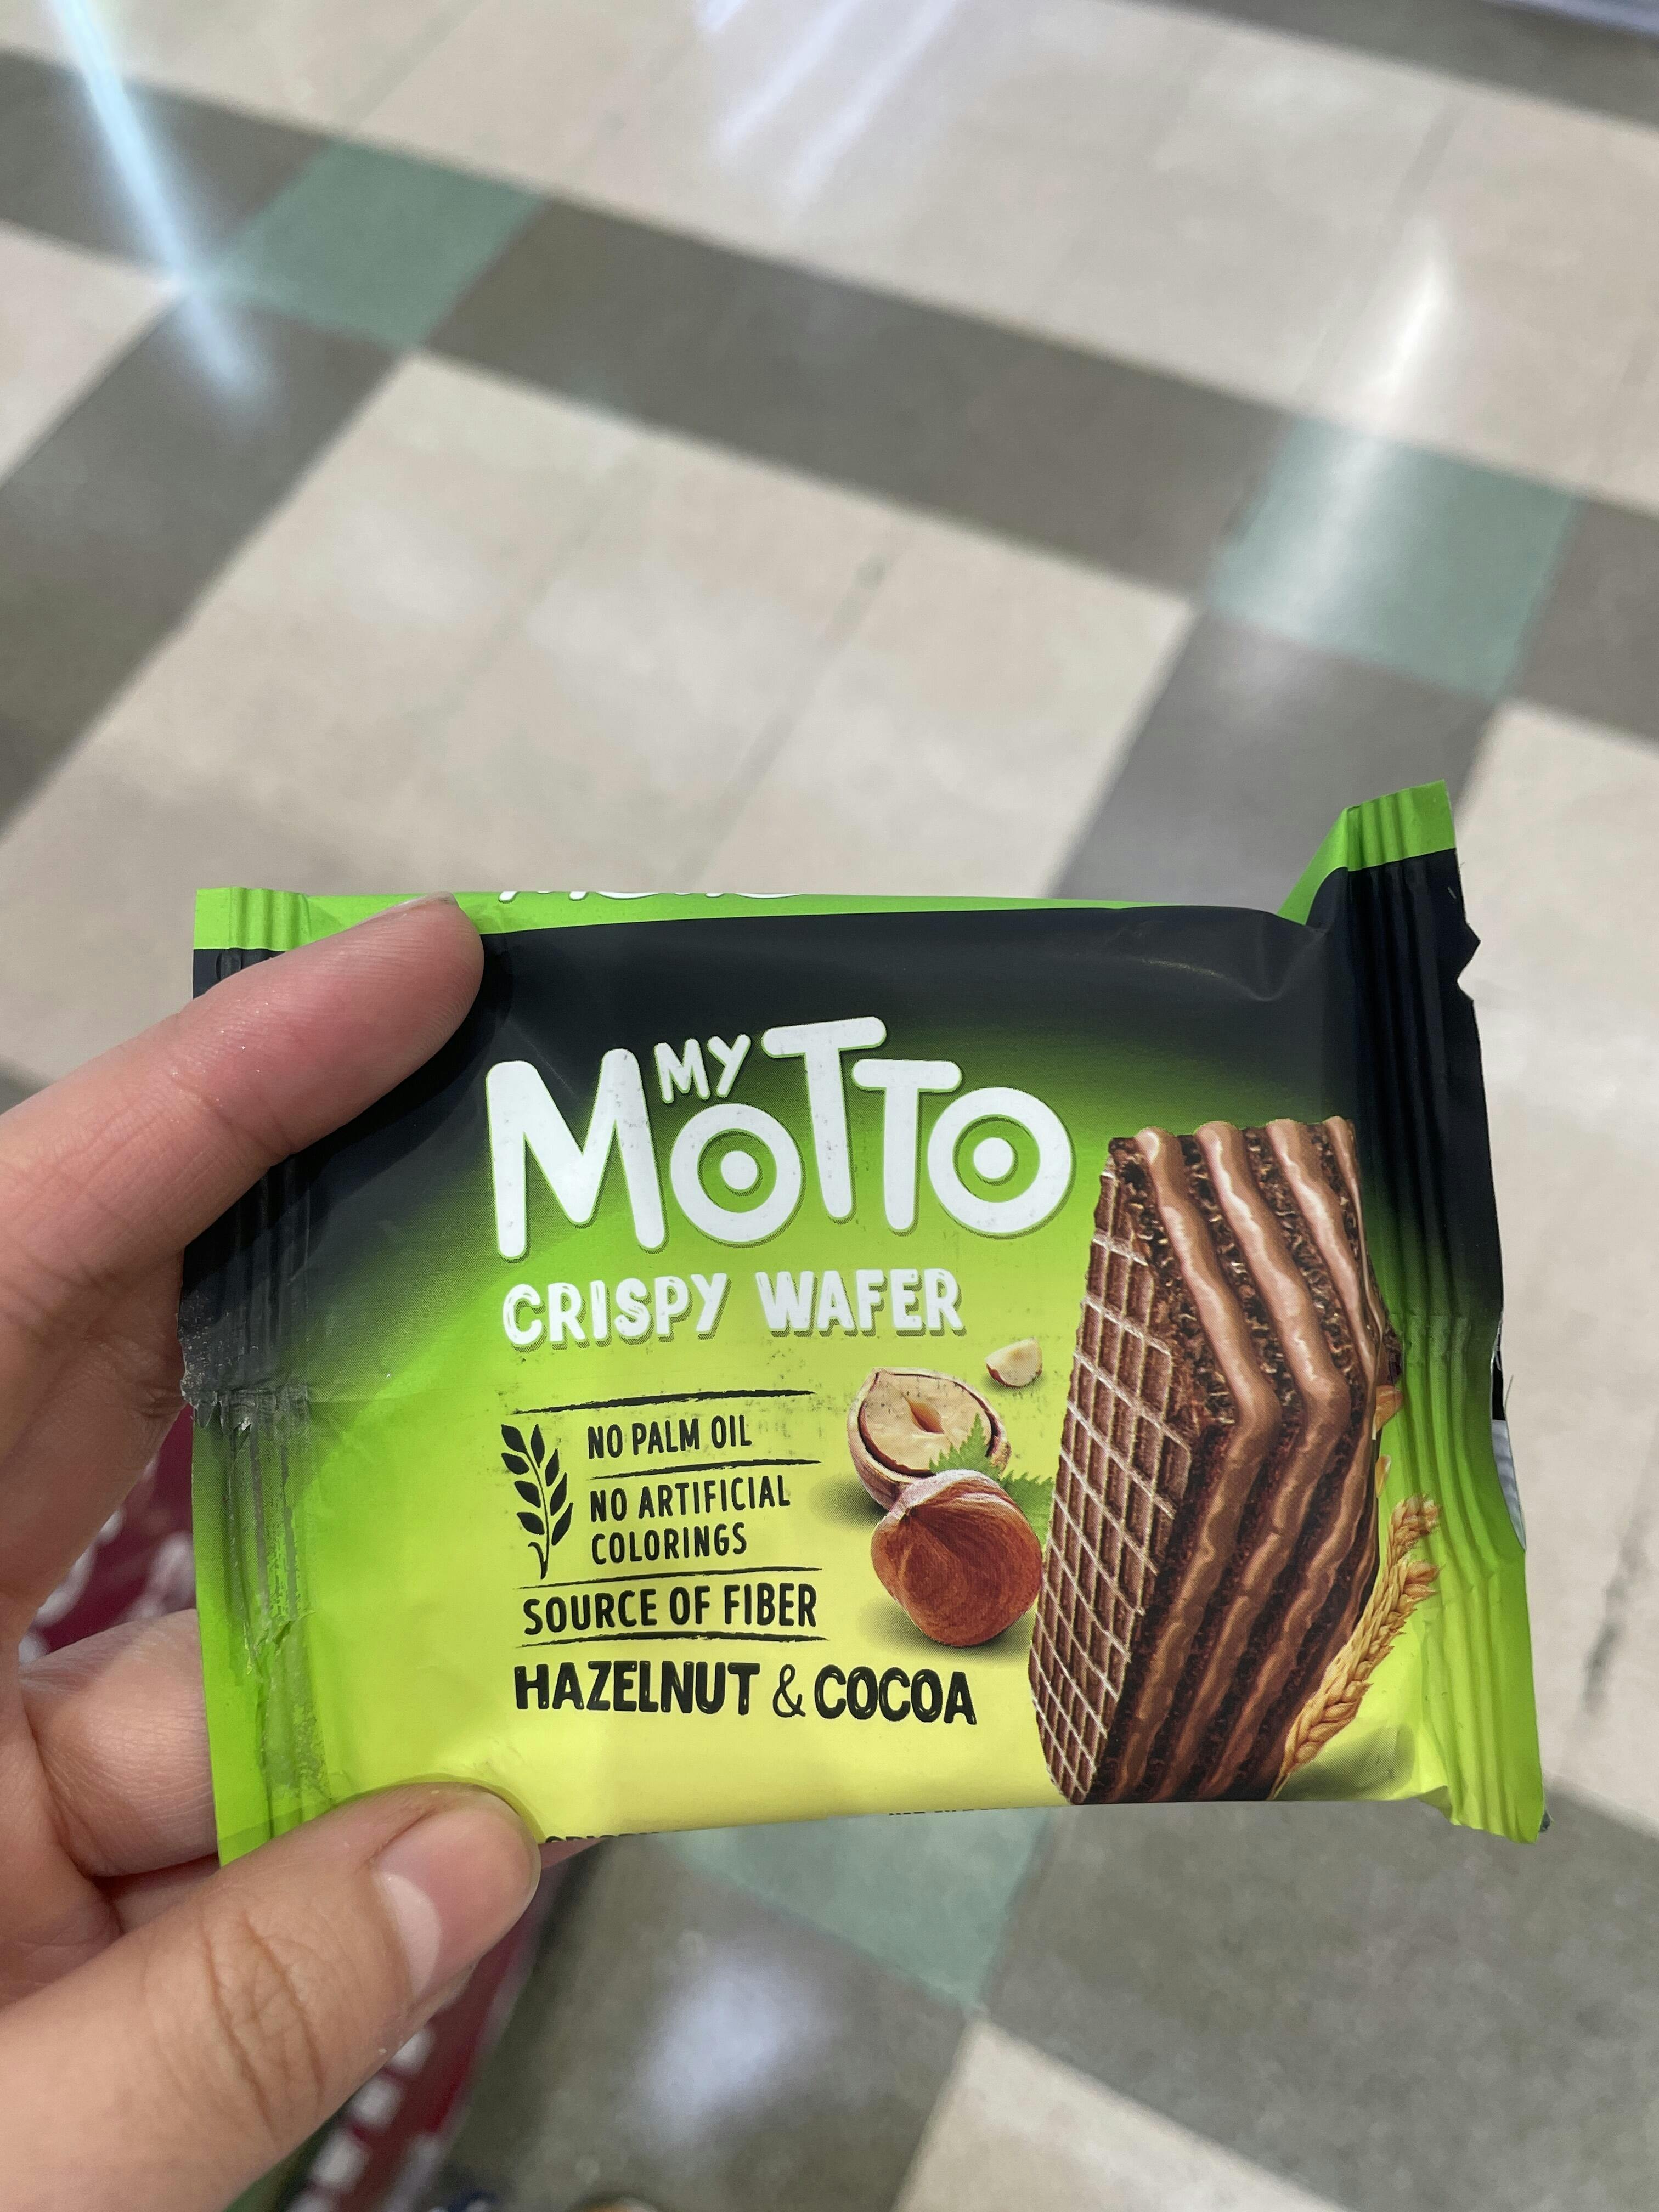 MY
MOTTO
CRISPY WAFER
NO PALM OIL
NO ARTIFICIAL
COLORINGS
SOURCE OF FIBER
HAZELNUT & COCOA